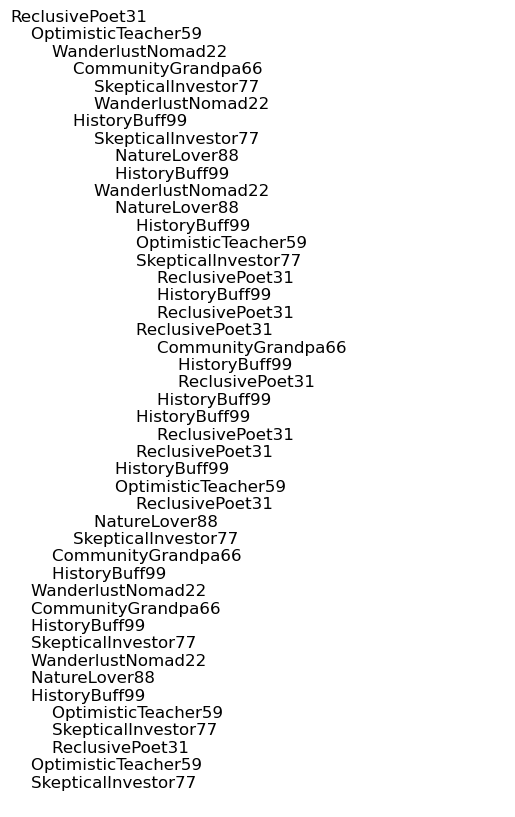 ReclusivePoet31
    OptimisticTeacher59
        WanderlustNomad22
            CommunityGrandpa66
                SkepticalInvestor77
                WanderlustNomad22
            HistoryBuff99
                SkepticalInvestor77
                    NatureLover88
                    HistoryBuff99
                WanderlustNomad22
                    NatureLover88
                        HistoryBuff99
                        OptimisticTeacher59
                        SkepticalInvestor77
                            ReclusivePoet31
                            HistoryBuff99
                            ReclusivePoet31
                        ReclusivePoet31
                            CommunityGrandpa66
                                HistoryBuff99
                                ReclusivePoet31
                            HistoryBuff99
                        HistoryBuff99
                            ReclusivePoet31
                        ReclusivePoet31
                    HistoryBuff99
                    OptimisticTeacher59
                        ReclusivePoet31
                NatureLover88
            SkepticalInvestor77
        CommunityGrandpa66
        HistoryBuff99
    WanderlustNomad22
    CommunityGrandpa66
    HistoryBuff99
    SkepticalInvestor77
    WanderlustNomad22
    NatureLover88
    HistoryBuff99
        OptimisticTeacher59
        SkepticalInvestor77
        ReclusivePoet31
    OptimisticTeacher59
    SkepticalInvestor77